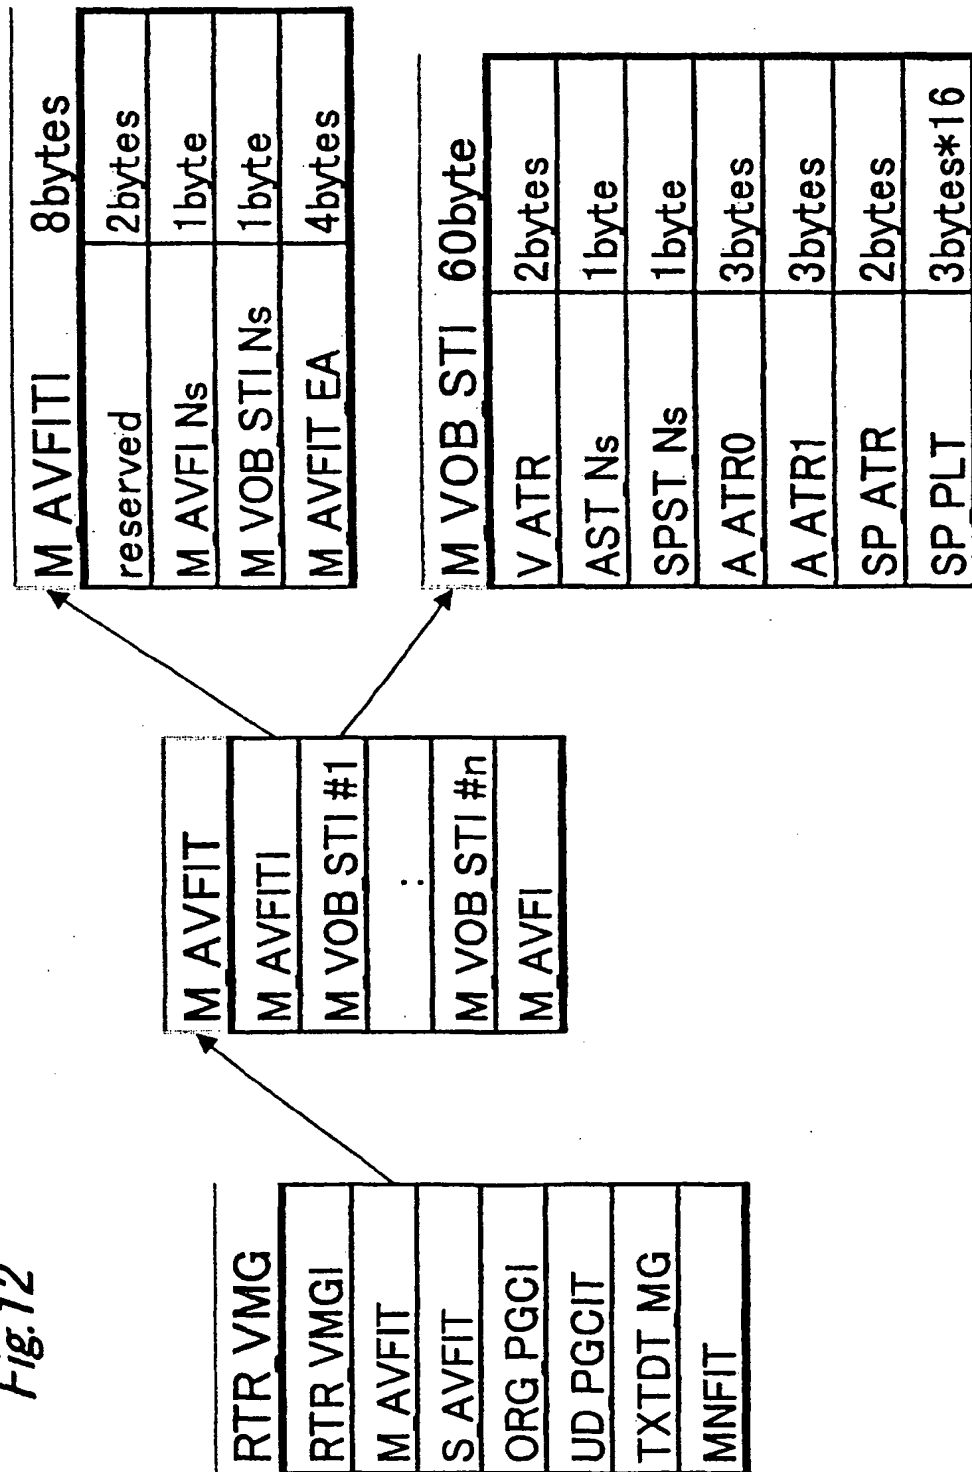 Fig.12
RTR VMG
RTR VMGI
M AVFIT
S AVFIT
ORG PGCI
UD PGCIT
TXTDT MG
MNFIT
M AVFIT
M AVFITI
M VOB STI #1
:
M VOB STI #n
M AVFI
M AVFITI 8bytes
reserved 2bytes
M AVFI Ns 1byte
M VOB STI Ns 1byte
M AVFIT EA 4bytes
M VOB STI 60byte
V ATR 2bytes
AST Ns 1byte
SPST Ns 1byte
A ATR0 3bytes
A ATR1 3bytes
SP ATR 2bytes
SP PLT 3bytes*16